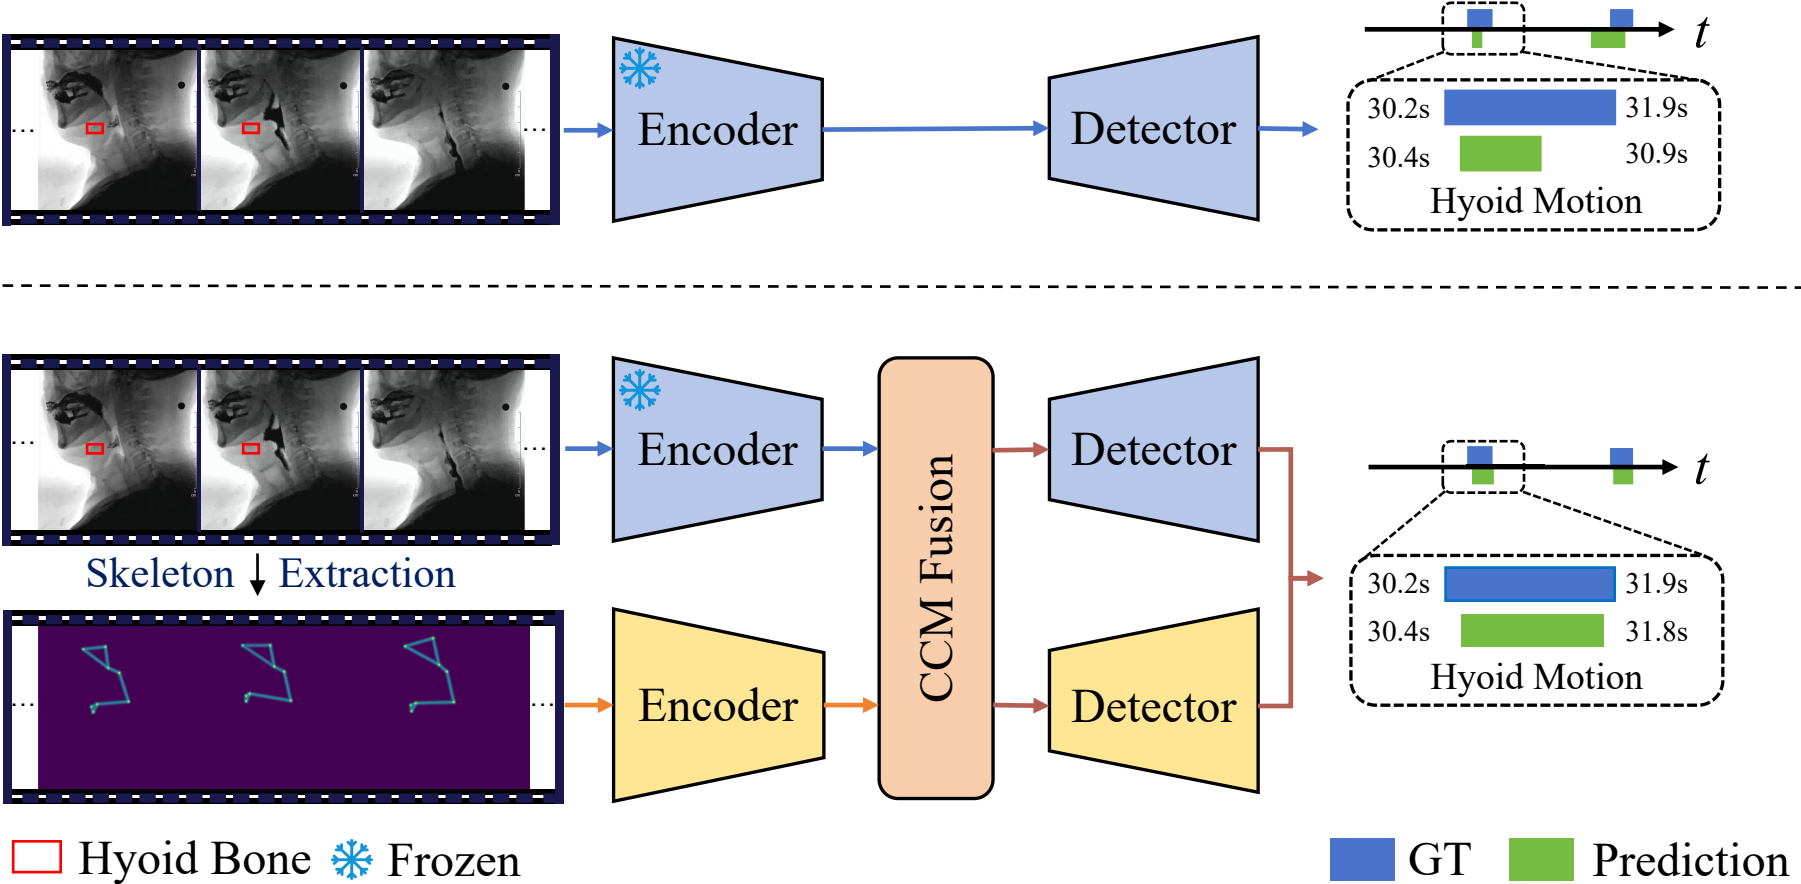 t
... Encoder Detector
30.2s 31.9s
30.4s 30.9s
Hyoid Motion
...
... Encoder Detector
...
CCM Fusion
t
Skeleton Extraction
30.2s 31.9s
30.4s 31.8s
Hyoid Motion
... Encoder Detector
...
Hyoid Bone Frozen GT Prediction